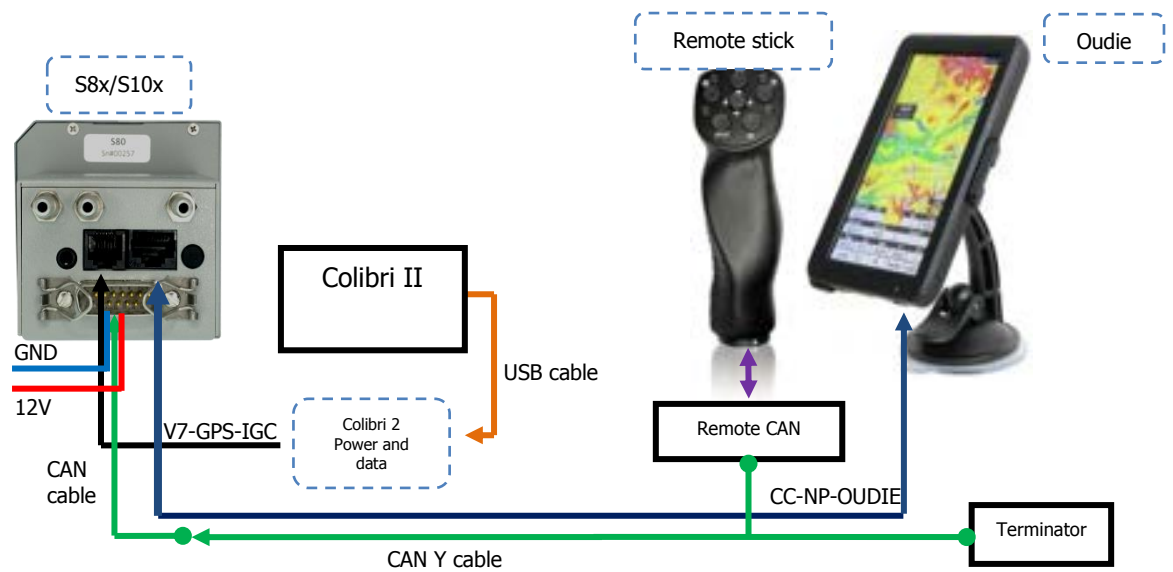 Remote stick
Oudie
S8x/S10x
S80
Colibri II
GND
USB cable
12V
V7-GPS-IGC
Colibri 2
Power and
data
Remote CAN
CAN
cable
CC-NP-OUDIE
Terminator
CAN Y cable